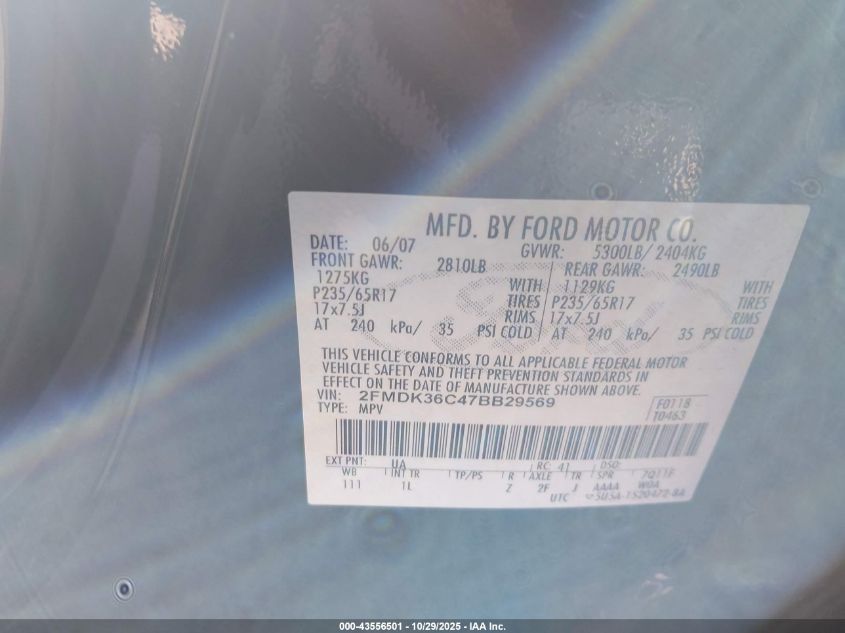 MFD. BY FORD MOTOR CO.
DATE: 06/07 GVWR: 5300LB/ 2404KG
FRONT GAWR: 2810LB REAR GAWR: 2490LB
1275KG WITH 1129KG WITH
P235/65R17 TIRES P235/65R17 TIRES
17x7.5J RIMS 17x7.5J RIMS
AT 240 kPa/ 35 PSI COLD AT 240 kPa/ 35 PSI COLD
THIS VEHICLE CONFORMS TO ALL APPLICABLE FEDERAL MOTOR
VEHICLE SAFETY AND THEFT PREVENTION STANDARDS IN
EFFECT ON THE DATE OF MANUFACTURE SHOWN ABOVE.
VIN: 2FMDK36C47BB29569 F0118
TYPE: MPV T0463
EXT PNT: UA RC: 41 DSO:
WB INT TR TP/PS R AXLE TR SPR
111 1L Z 2F J AAAA
UTC
000-43556501 - 10/29/2025 - IAA Inc.